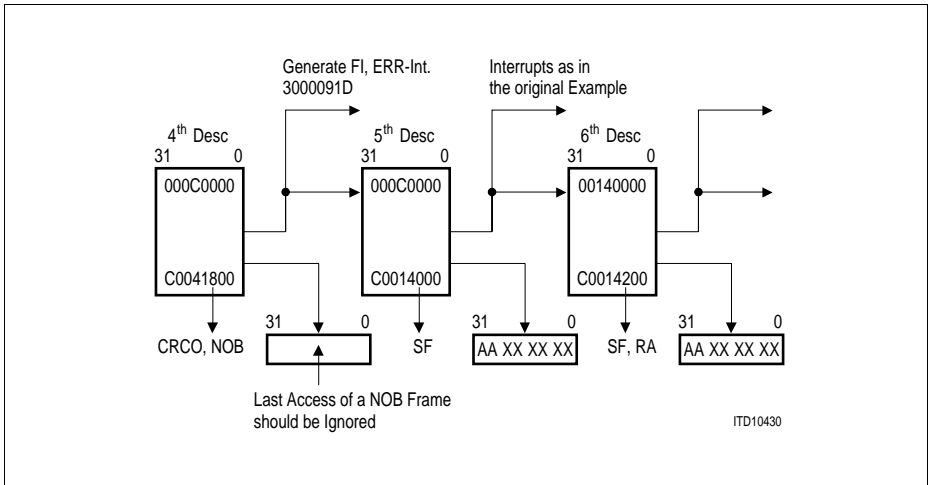 Generate FI, ERR-Int.
3000091D
Interrupts as in
the original Example
4th Desc
31 0
000C0000
C0041800
CRCO, NOB
31 0
5th Desc
31 0
000C0000
C0014000
SF
31 0
AA XX XX XX
6th Desc
31 0
00140000
C0014200
SF, RA
31 0
AA XX XX XX
Last Access of a NOB Frame
should be Ignored
ITD10430